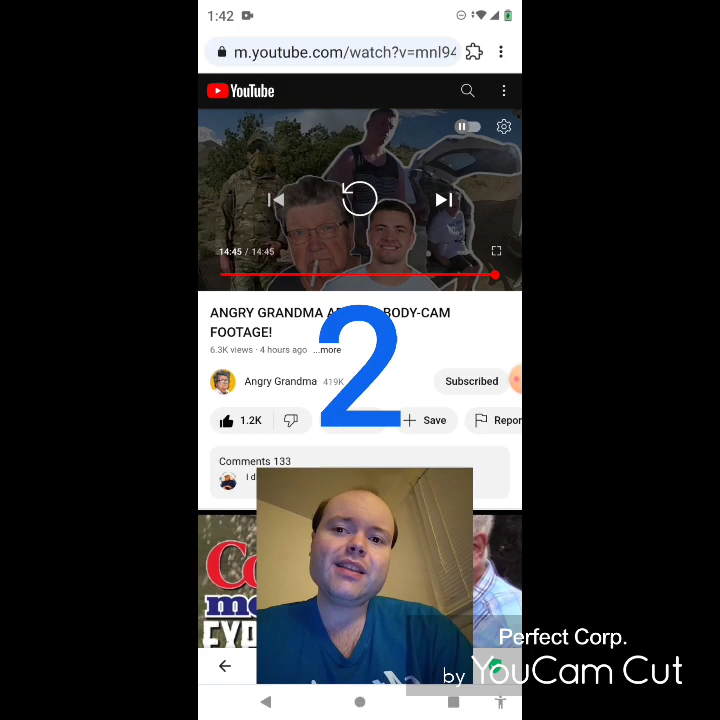 1:42
m.youtube.com/watch?v=mnl94
YouTube
14:45 / 14:45
ANGRY GRANDMA BODY-CAM
FOOTAGE!
6.3K views · 4 hours ago ...more
Angry Grandma 419K
Subscribed
1.2K
Save
Repor
2
Comments 133
I d
Perfect Corp.
by YouCam Cut